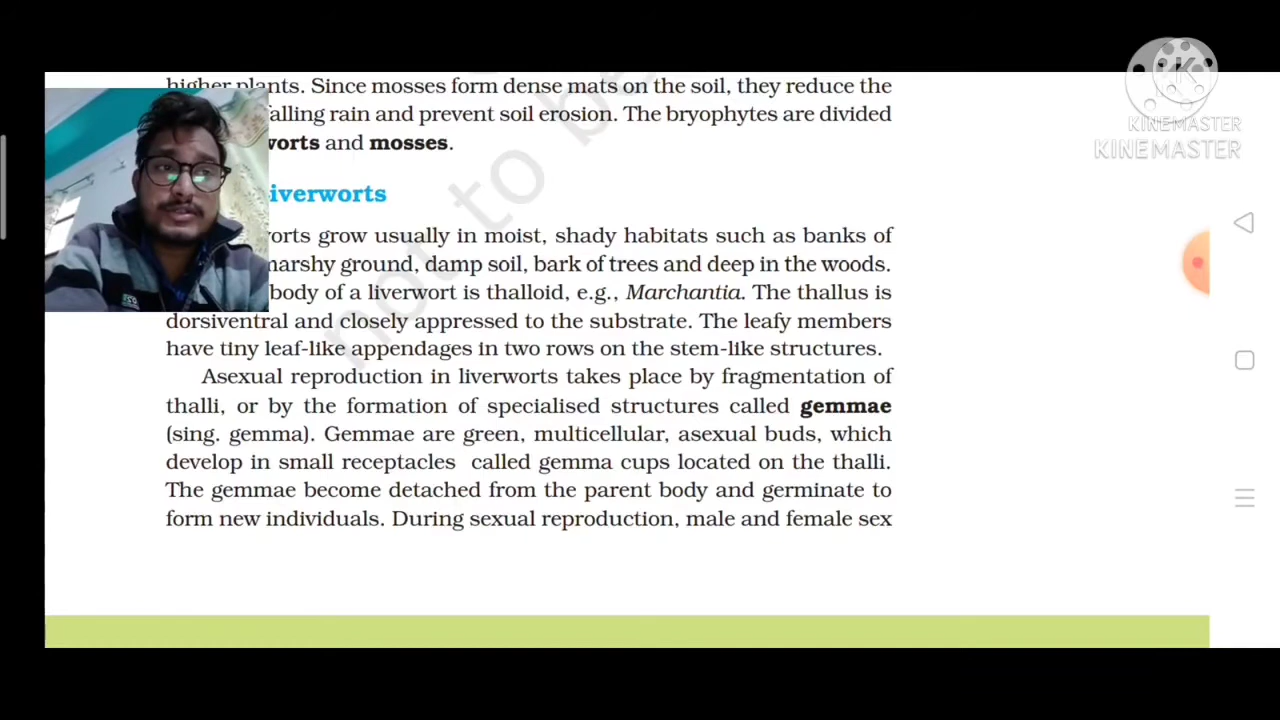 higher plants. Since mosses form dense mats on the soil, they reduce the
falling rain and prevent soil erosion. The bryophytes are divided
worts and mosses.
iverworts
orts grow usually in moist, shady habitats such as banks of
marshy ground, damp soil, bark of trees and deep in the woods.
body of a liverwort is thalloid, e.g., Marchantia. The thallus is
dorsiventral and closely appressed to the substrate. The leafy members
have tiny leaf-like appendages in two rows on the stem-like structures.
Asexual reproduction in liverworts takes place by fragmentation of
thalli, or by the formation of specialised structures called gemmae
(sing. gemma). Gemmae are green, multicellular, asexual buds, which
develop in small receptacles called gemma cups located on the thalli.
The gemmae become detached from the parent body and germinate to
form new individuals. During sexual reproduction, male and female sex
not to be
KINEMASTER
KINEMASTER